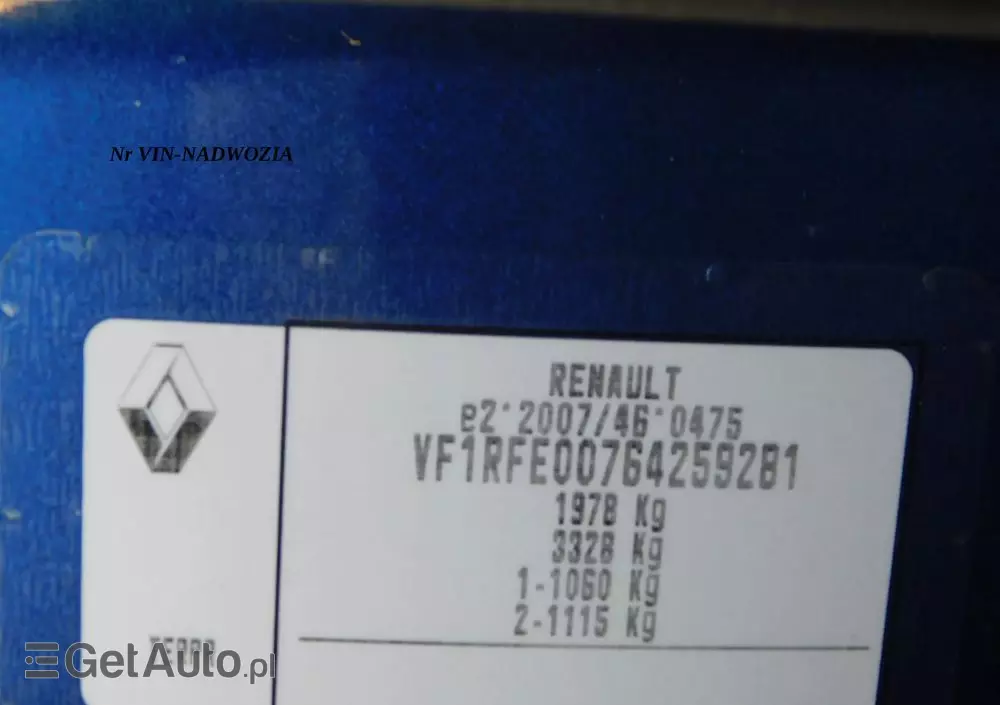 Nr VIN-NADWOZIA
RENAULT
e2*2007/46*0475
VF1RFE00764259281
1978 Kg
3328 Kg
1-1060 Kg
2-1115 Kg
GetAuto.pl